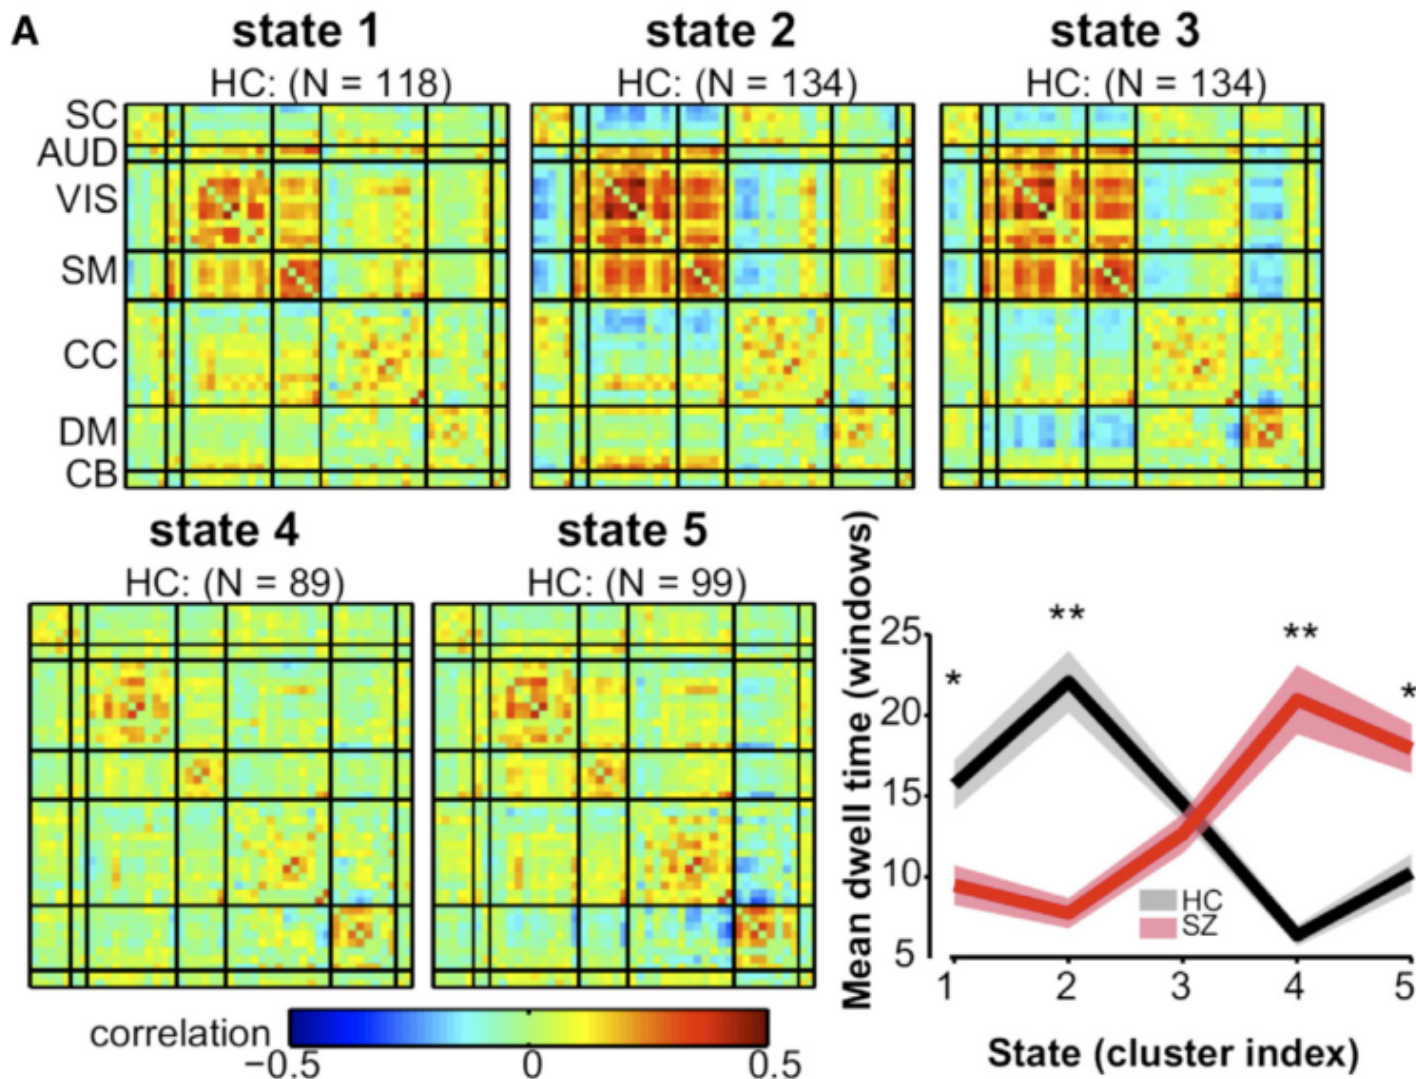 A
state 1
HC: (N = 118)
state 2
HC: (N = 134)
state 3
HC: (N = 134)
SC
AUD
VIS
SM
CC
DM
CB
state 4
HC: (N = 89)
state 5
HC: (N = 99)
correlation
−0.5
0
0.5
Mean dwell time (windows)
25
20
15
10
5
*
**
**
*
HC
SZ
1 2 3 4 5
State (cluster index)